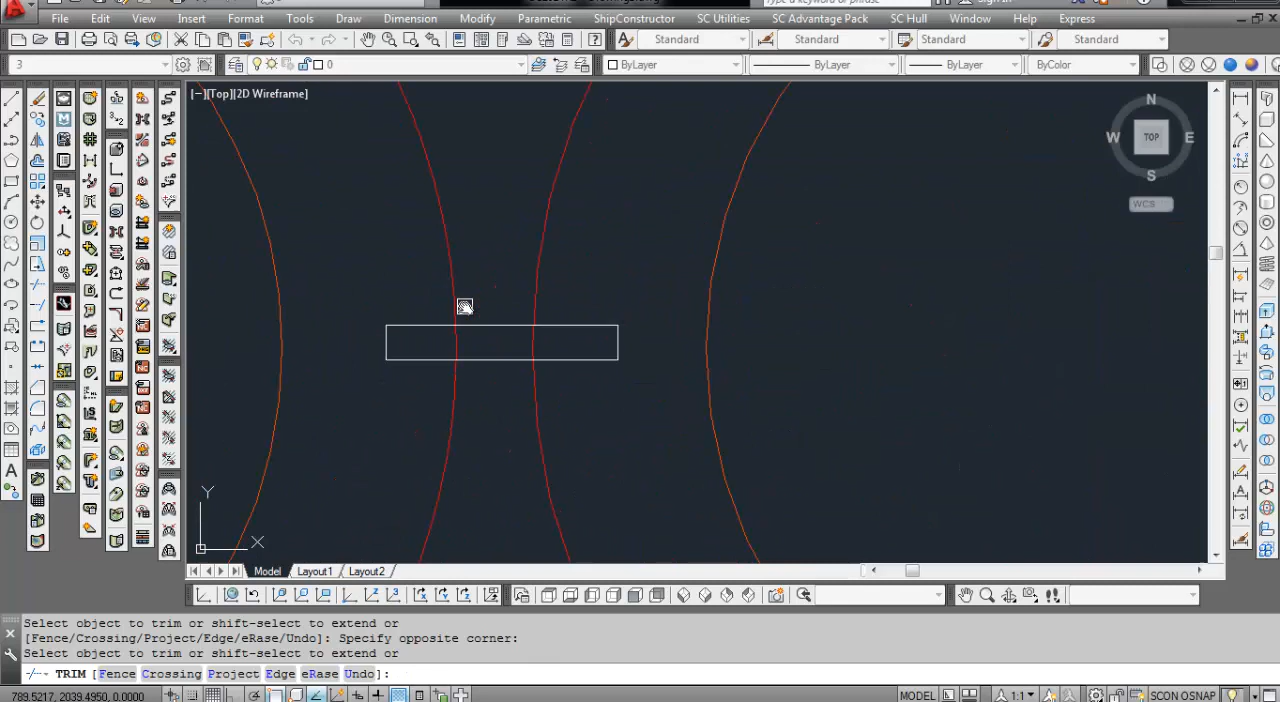 File Edit View Insert Format Tools Draw Dimension Modify Parametric ShipConstructor SC Utilities SC Advantage Pack SC Hull Window Help Express
Standard Standard Standard Standard
3 0 ByLayer ByLayer ByLayer ByColor
[−][Top][2D Wireframe]
N
W TOP E
S
WCS
Y
X
Model Layout1 Layout2
Select object to trim or shift-select to extend or
[Fence/Crossing/Project/Edge/eRase/Undo]: Specify opposite corner:
Select object to trim or shift-select to extend or
TRIM [Fence Crossing Project Edge eRase Undo]:
789.5217, 2039.4950, 0.0000 MODEL 1:1 SCON OSNAP